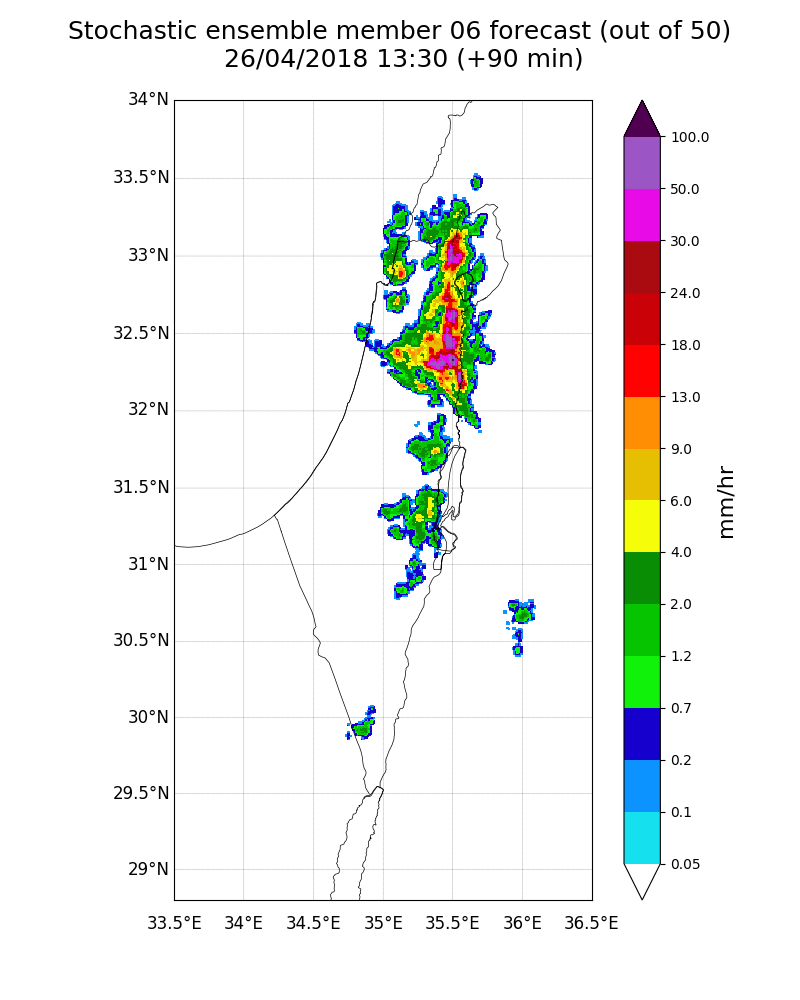 Stochastic ensemble member 06 forecast (out of 50)
26/04/2018 13:30 (+90 min)
34°N
33.5°N
33°N
32.5°N
32°N
31.5°N
31°N
30.5°N
30°N
29.5°N
29°N
33.5°E
34°E
34.5°E
35°E
35.5°E
36°E
36.5°E
100.0
50.0
30.0
24.0
18.0
13.0
9.0
6.0
4.0
2.0
1.2
0.7
0.2
0.1
0.05
mm/hr